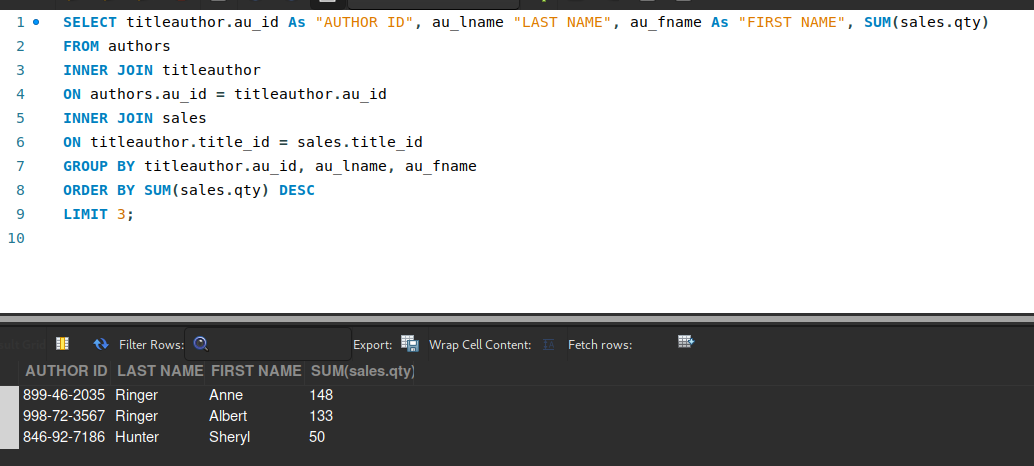 1 SELECT titleauthor.au_id As "AUTHOR ID", au_lname "LAST NAME", au_fname As "FIRST NAME", SUM(sales.qty)
2 FROM authors
3 INNER JOIN titleauthor
4 ON authors.au_id = titleauthor.au_id
5 INNER JOIN sales
6 ON titleauthor.title_id = sales.title_id
7 GROUP BY titleauthor.au_id, au_lname, au_fname
8 ORDER BY SUM(sales.qty) DESC
9 LIMIT 3;
10
Filter Rows: Export: Wrap Cell Content: Fetch rows:
AUTHOR ID LAST NAME FIRST NAME SUM(sales.qty)
899-46-2035 Ringer Anne 148
998-72-3567 Ringer Albert 133
846-92-7186 Hunter Sheryl 50